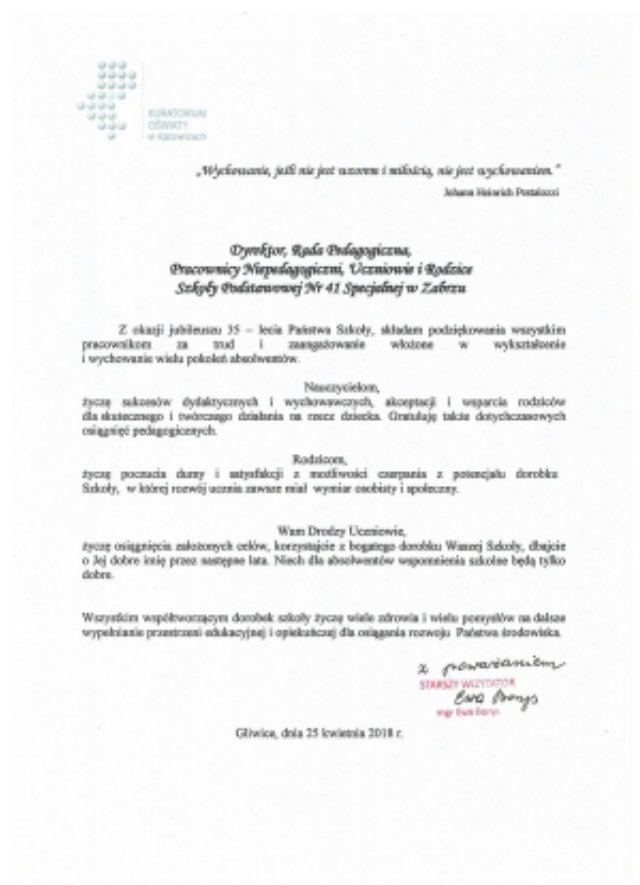 KURATORIUM
OŚWIATY
w Katowicach
„Wychowanie, jeśli nie jest wzorem i miłością, nie jest wychowaniem.”
Johann Heinrich Pestalozzi
Dyrektor, Rada Pedagogiczna,
Pracownicy Niepedagogiczni, Uczniowie i Rodzice
Szkoły Podstawowej Nr 41 Specjalnej w Zabrzu
Z okazji jubileuszu 35 – lecia Państwa Szkoły, składam podziękowania wszystkim
pracownikom za trud i zaangażowanie włożone w wykształcenie
i wychowanie wielu pokoleń absolwentów.
Nauczycielom,
życzę sukcesów dydaktycznych i wychowawczych, akceptacji i wsparcia rodziców
dla skutecznego i twórczego działania na rzecz dziecka. Gratuluję także dotychczasowych
osiągnięć pedagogicznych.
Rodzicom,
życzę poczucia dumy i satysfakcji z możliwości czerpania z potencjału dorobku
Szkoły, w której rozwój ucznia zawsze miał wymiar osobisty i społeczny.
Wam Drodzy Uczniowie,
życzę osiągnięcia założonych celów, korzystajcie z bogatego dorobku Waszej Szkoły, dbajcie
o Jej dobre imię przez następne lata. Niech dla absolwentów wspomnienia szkolne będą tylko
dobre.
Wszystkim współtworzącym dorobek szkoły życzę wiele zdrowia i wielu pomysłów na dalsze
wypełnianie przestrzeni edukacyjnej i opiekuńczej dla osiągania rozwoju Państwa środowiska.
z poważaniem
STARSZY WIZYTATOR
Ewa Borys
mgr Ewa Borys
Gliwice, dnia 25 kwietnia 2018 r.